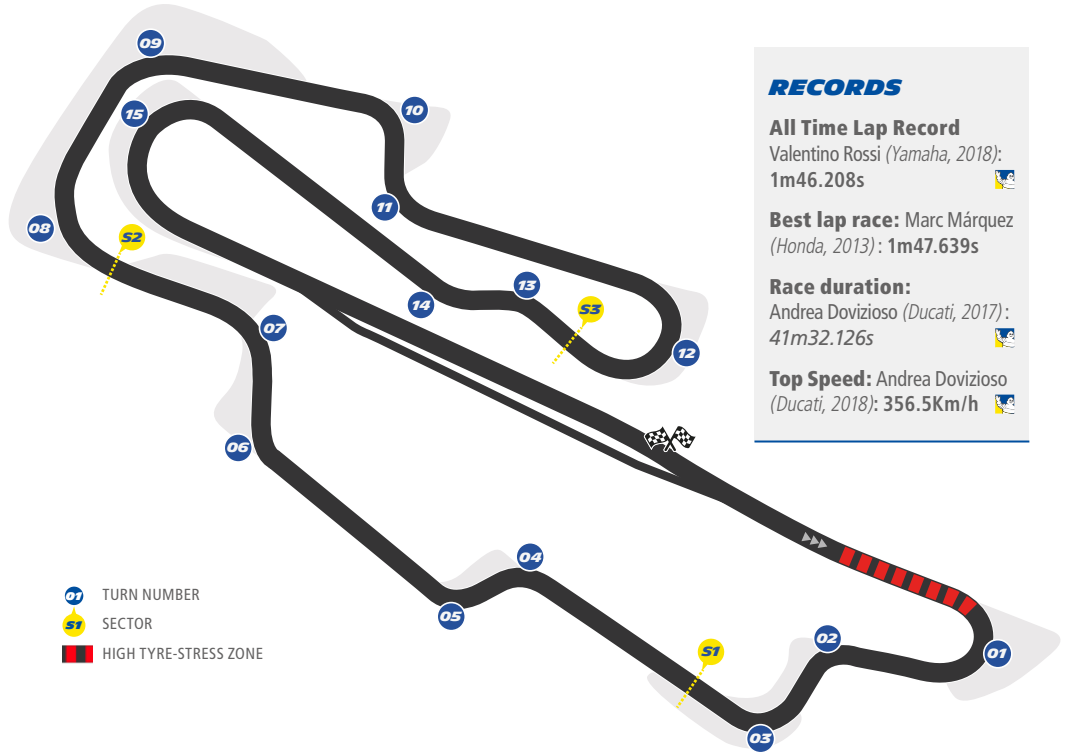 09
15
10
11
08
S2
13
14
S3
07
12
06
04
05
S1
02
01
03
RECORDS
All Time Lap Record
Valentino Rossi (Yamaha, 2018):
1m46.208s
Best lap race: Marc Márquez
(Honda, 2013) : 1m47.639s
Race duration:
Andrea Dovizioso (Ducati, 2017) :
41m32.126s
Top Speed: Andrea Dovizioso
(Ducati, 2018): 356.5Km/h
01 TURN NUMBER
S1 SECTOR
HIGH TYRE-STRESS ZONE